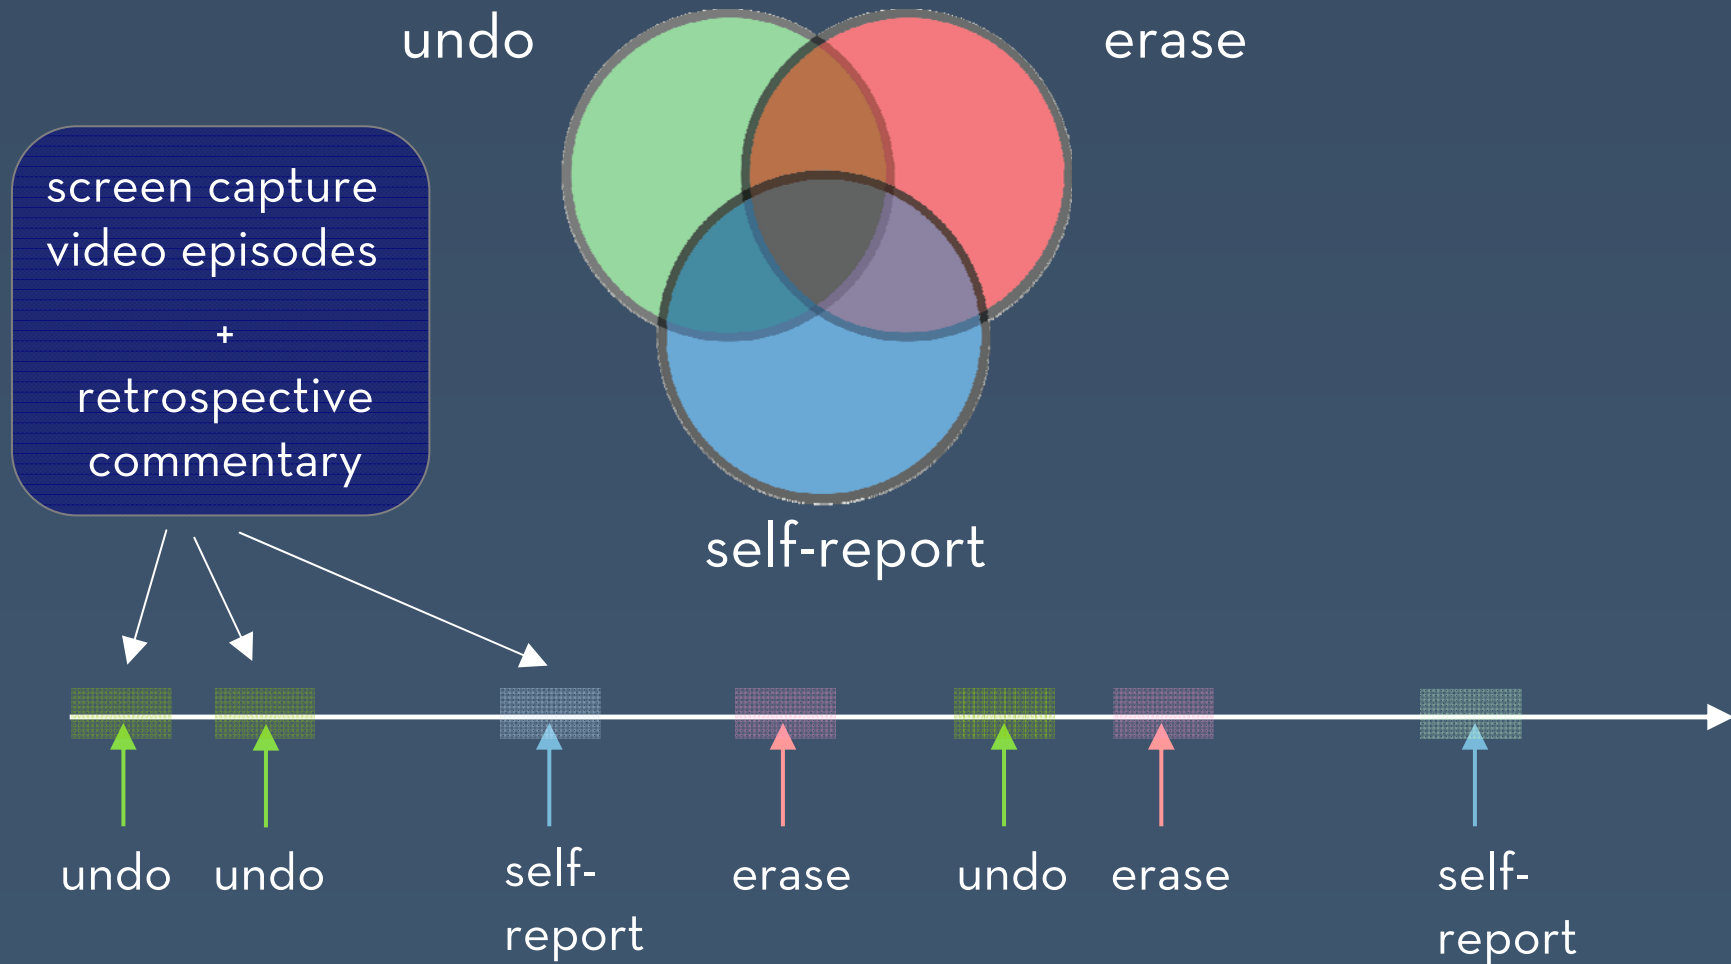 undo
erase
screen capture
video episodes
+
retrospective
commentary
self-report
undo
undo
self-
report
erase
undo
erase
self-
report